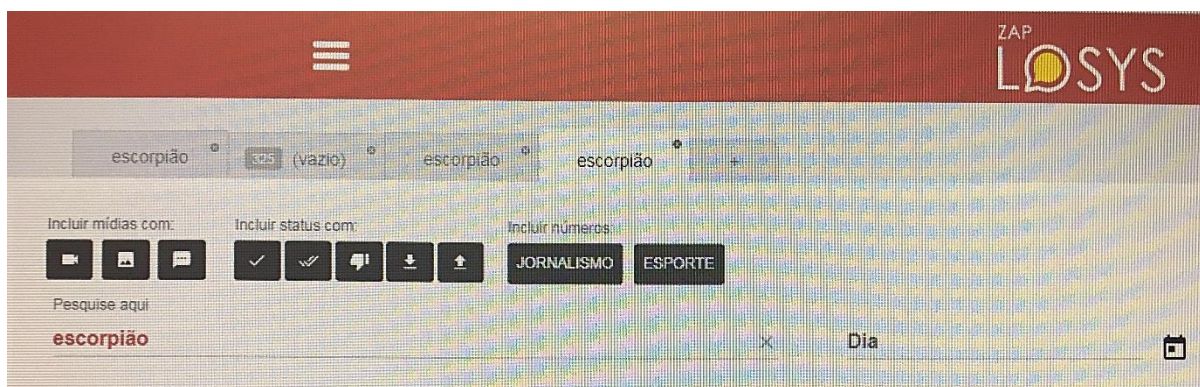 ZAP
LOSYS
escorpião 325 (vazio) escorpião escorpião +
Incluir mídias com: Incluir status com: Incluir números:
JORNALISMO ESPORTE
Pesquise aqui
escorpião Dia